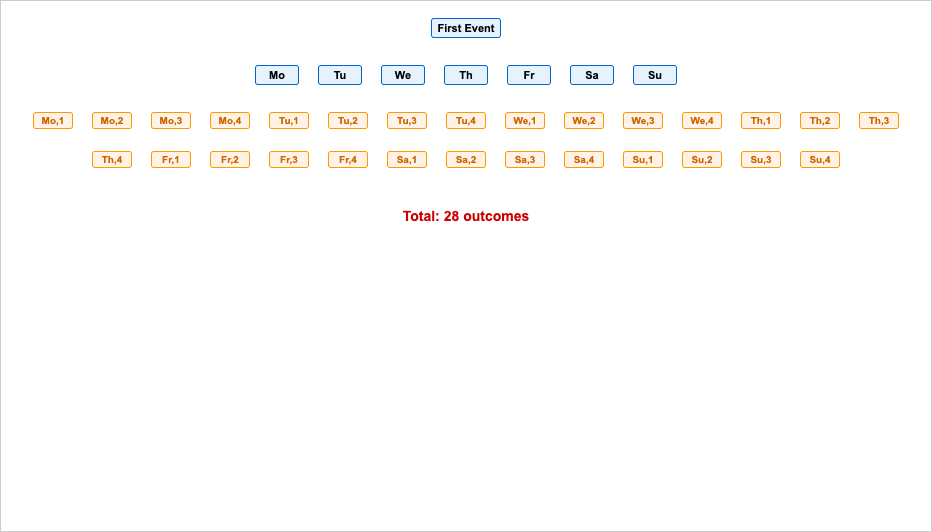 First Event
Mo Tu We Th Fr Sa Su
Mo,1 Mo,2 Mo,3 Mo,4 Tu,1 Tu,2 Tu,3 Tu,4 We,1 We,2 We,3 We,4 Th,1 Th,2 Th,3
Th,4 Fr,1 Fr,2 Fr,3 Fr,4 Sa,1 Sa,2 Sa,3 Sa,4 Su,1 Su,2 Su,3 Su,4
Total: 28 outcomes